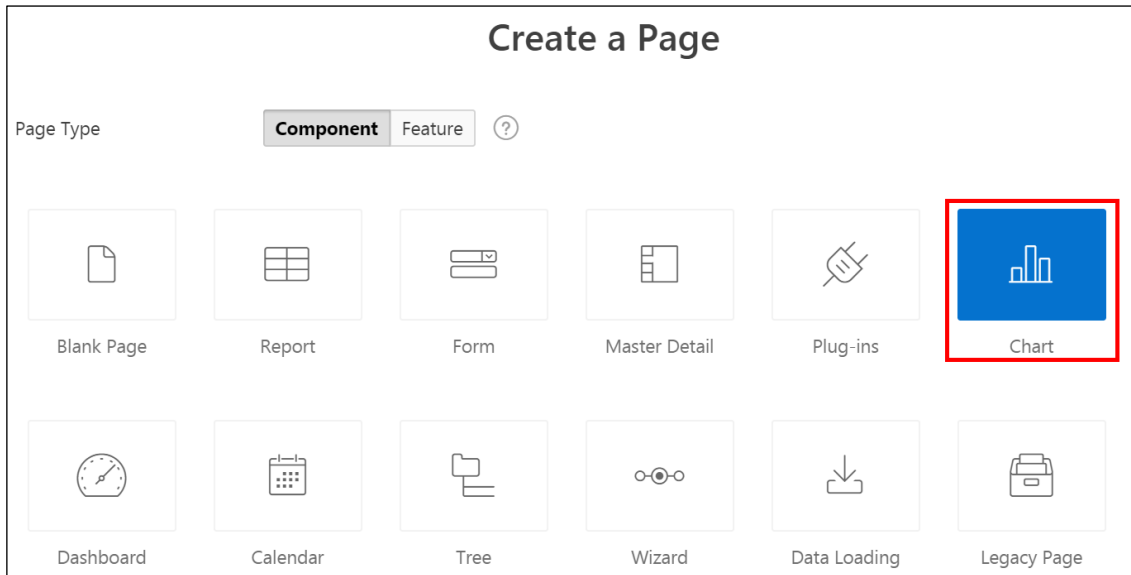 Create a Page
Page Type Component Feature ?
Blank Page Report Form Master Detail Plug-ins Chart
Dashboard Calendar Tree Wizard Data Loading Legacy Page